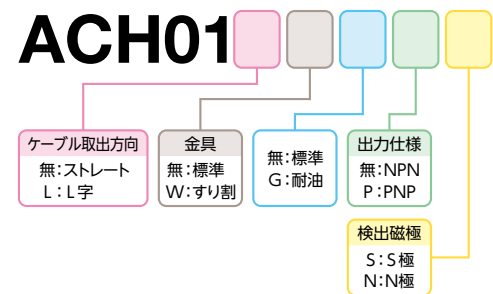 ACH01
ケーブル取出方向
無:ストレート
L:L字
金具
無:標準
W:すり割
無:標準
G:耐油
出力仕様
無:NPN
P:PNP
検出磁極
S:S極
N:N極